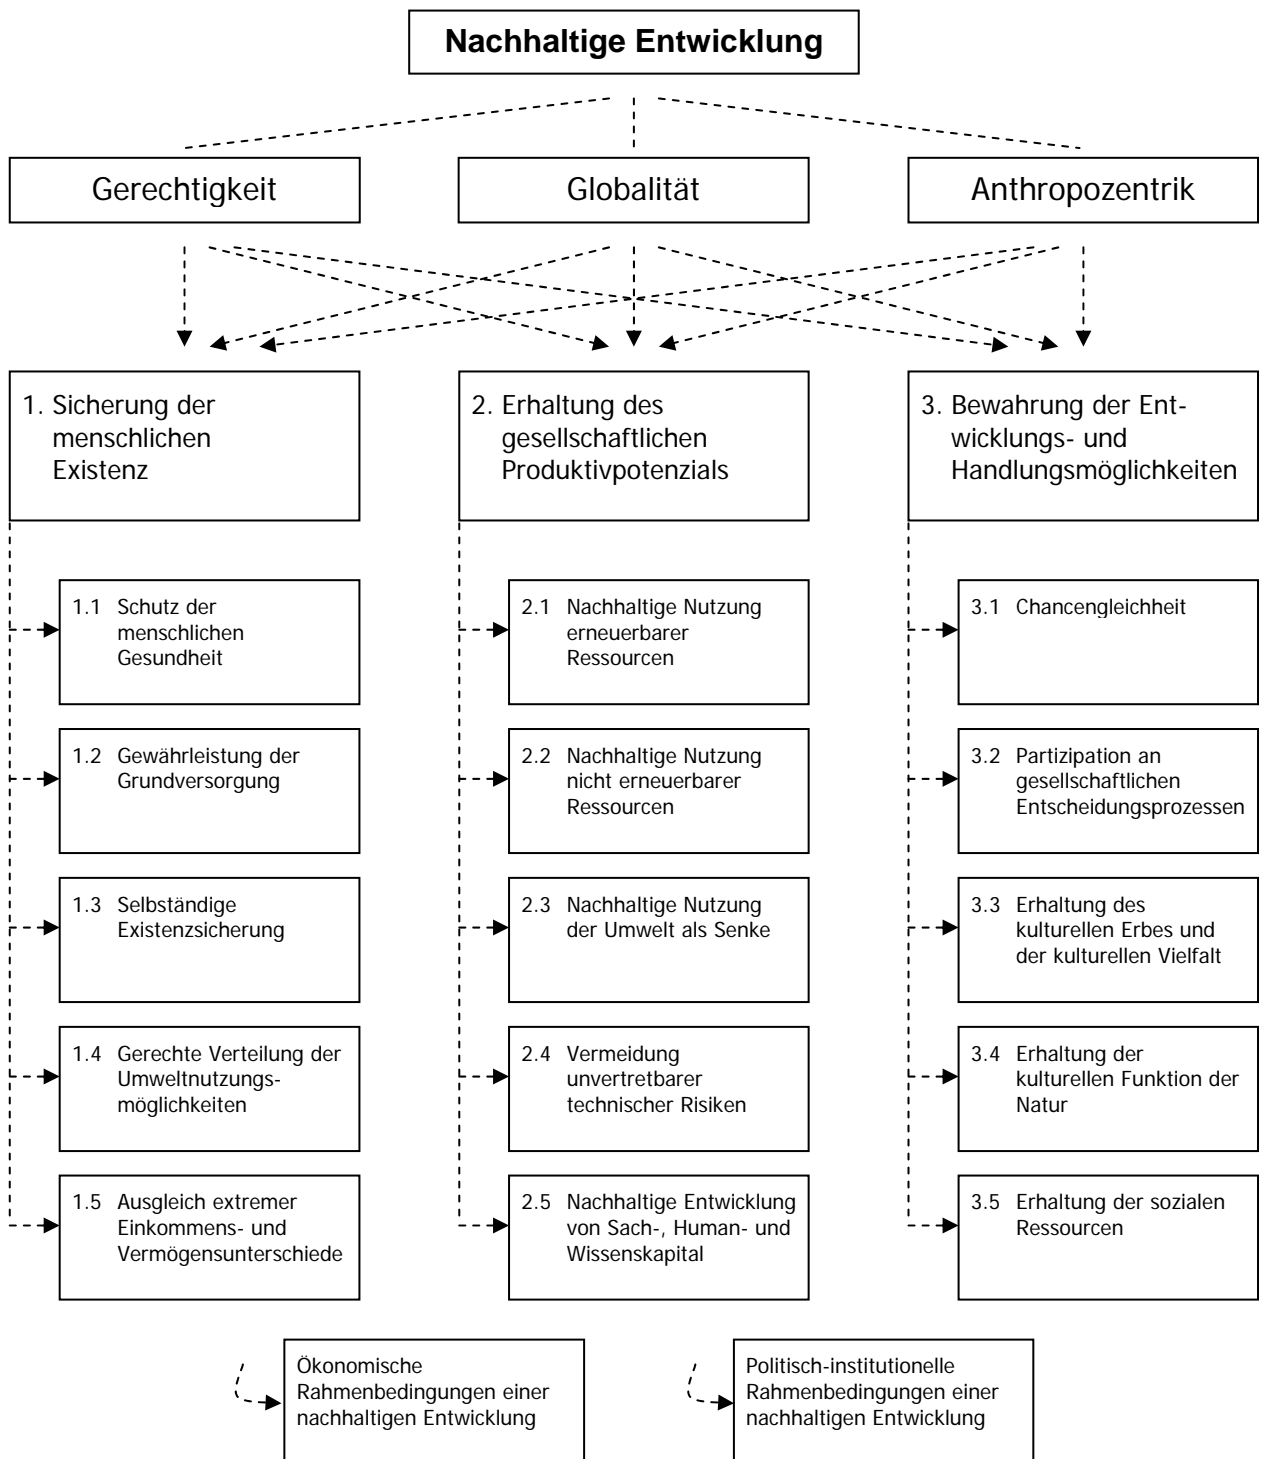 Nachhaltige Entwicklung
Gerechtigkeit
Globalität
Anthropozentrik
1. Sicherung der
menschlichen
Existenz
2. Erhaltung des
gesellschaftlichen
Produktivpotenzials
3. Bewahrung der Ent-
wicklungs- und
Handlungsmöglichkeiten
1.1 Schutz der
menschlichen
Gesundheit
2.1 Nachhaltige Nutzung
erneuerbarer
Ressourcen
3.1 Chancengleichheit
1.2 Gewährleistung der
Grundversorgung
2.2 Nachhaltige Nutzung
nicht erneuerbarer
Ressourcen
3.2 Partizipation an
gesellschaftlichen
Entscheidungsprozessen
1.3 Selbständige
Existenzsicherung
2.3 Nachhaltige Nutzung
der Umwelt als Senke
3.3 Erhaltung des
kulturellen Erbes und
der kulturellen Vielfalt
1.4 Gerechte Verteilung der
Umweltnutzungs-
möglichkeiten
2.4 Vermeidung
unvertretbarer
technischer Risiken
3.4 Erhaltung der
kulturellen Funktion der
Natur
1.5 Ausgleich extremer
Einkommens- und
Vermögensunterschiede
2.5 Nachhaltige Entwicklung
von Sach-, Human- und
Wissenskapital
3.5 Erhaltung der sozialen
Ressourcen
Ökonomische
Rahmenbedingungen einer
nachhaltigen Entwicklung
Politisch-institutionelle
Rahmenbedingungen einer
nachhaltigen Entwicklung